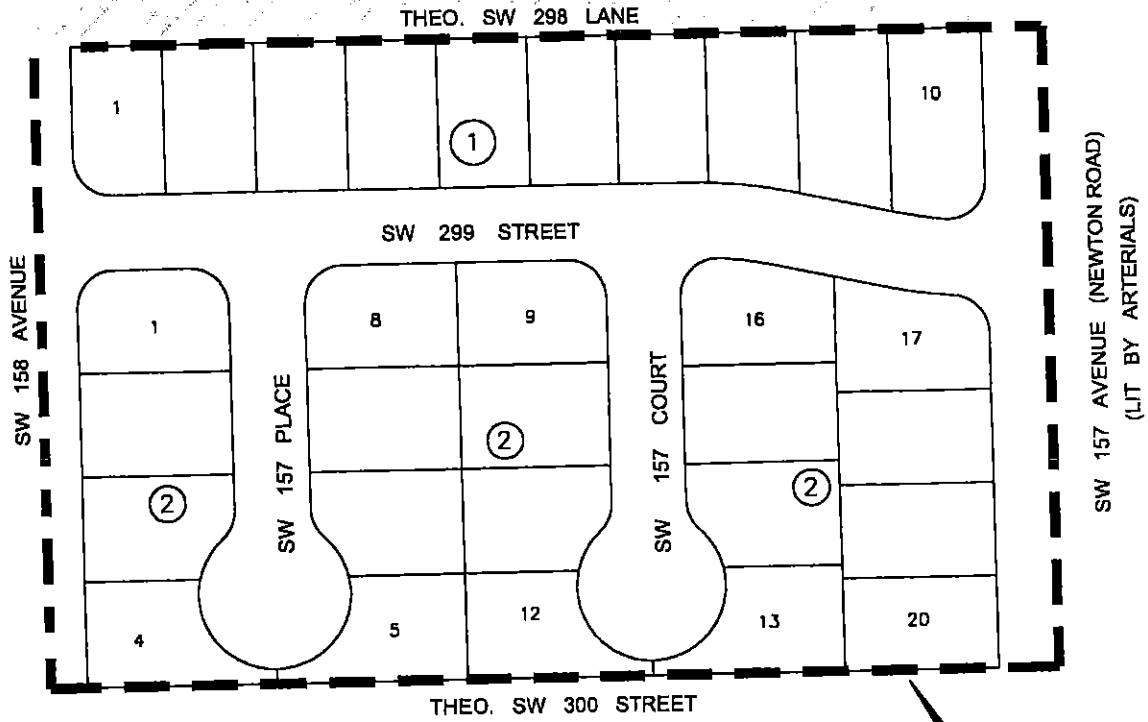 THEO. SW 298 LANE
1
10
1
SW 299 STREET
SW 158 AVENUE
SW 157 AVENUE (NEWTON ROAD)
(LIT BY ARTERIALS)
1
8
9
16
17
SW 157 PLACE
SW 157 COURT
2
2
2
4
5
12
13
20
THEO. SW 300 STREET